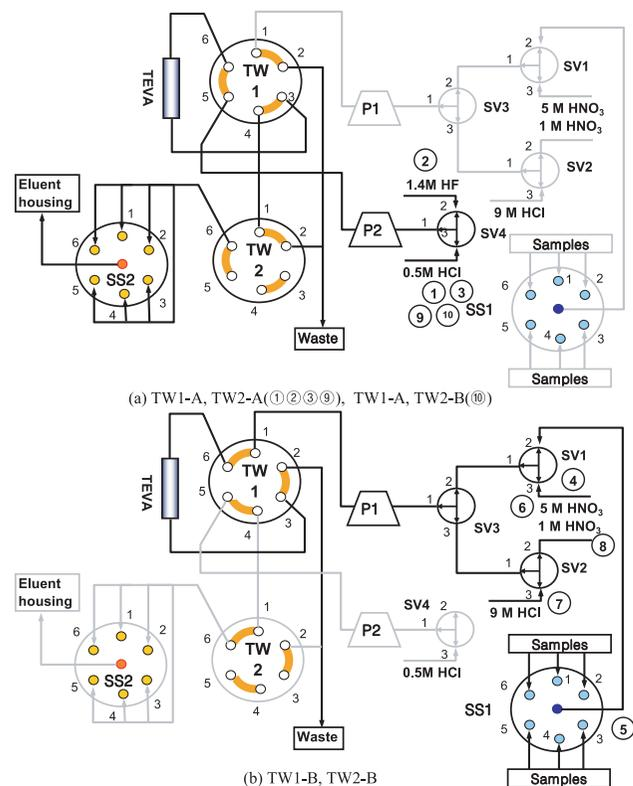 6
1
2
TW
1
TEVA
5
3
4
P1
1
2
SV3
3
2
SV1
1
3
5 M HNO₃
1 M HNO₃
2
1
SV2
3
9 M HCl
②
1.4M HF
Eluent
housing
1
6
2
SS2
5
3
4
1
6
2
TW
2
5
3
4
P2
2
1
3
SV4
0.5M HCl
① ③
⑨ ⑩
SS1
Samples
6
1
2
5
4
3
Samples
Waste
(a) TW1-A, TW2-A(①②③⑨), TW1-A, TW2-B(⑩)
1
6
2
TW
1
TEVA
5
3
4
P1
1
2
SV3
3
2
SV1
1
④
3
⑥
5 M HNO₃
1 M HNO₃
2
⑧
1
SV2
3
9 M HCl
⑦
Eluent
housing
1
6
2
SS2
5
3
4
1
6
2
TW
2
5
3
4
P2
SV4
2
1
3
0.5M HCl
Samples
6
1
2
SS1
5
4
3
⑤
Samples
Waste
(b) TW1-B, TW2-B